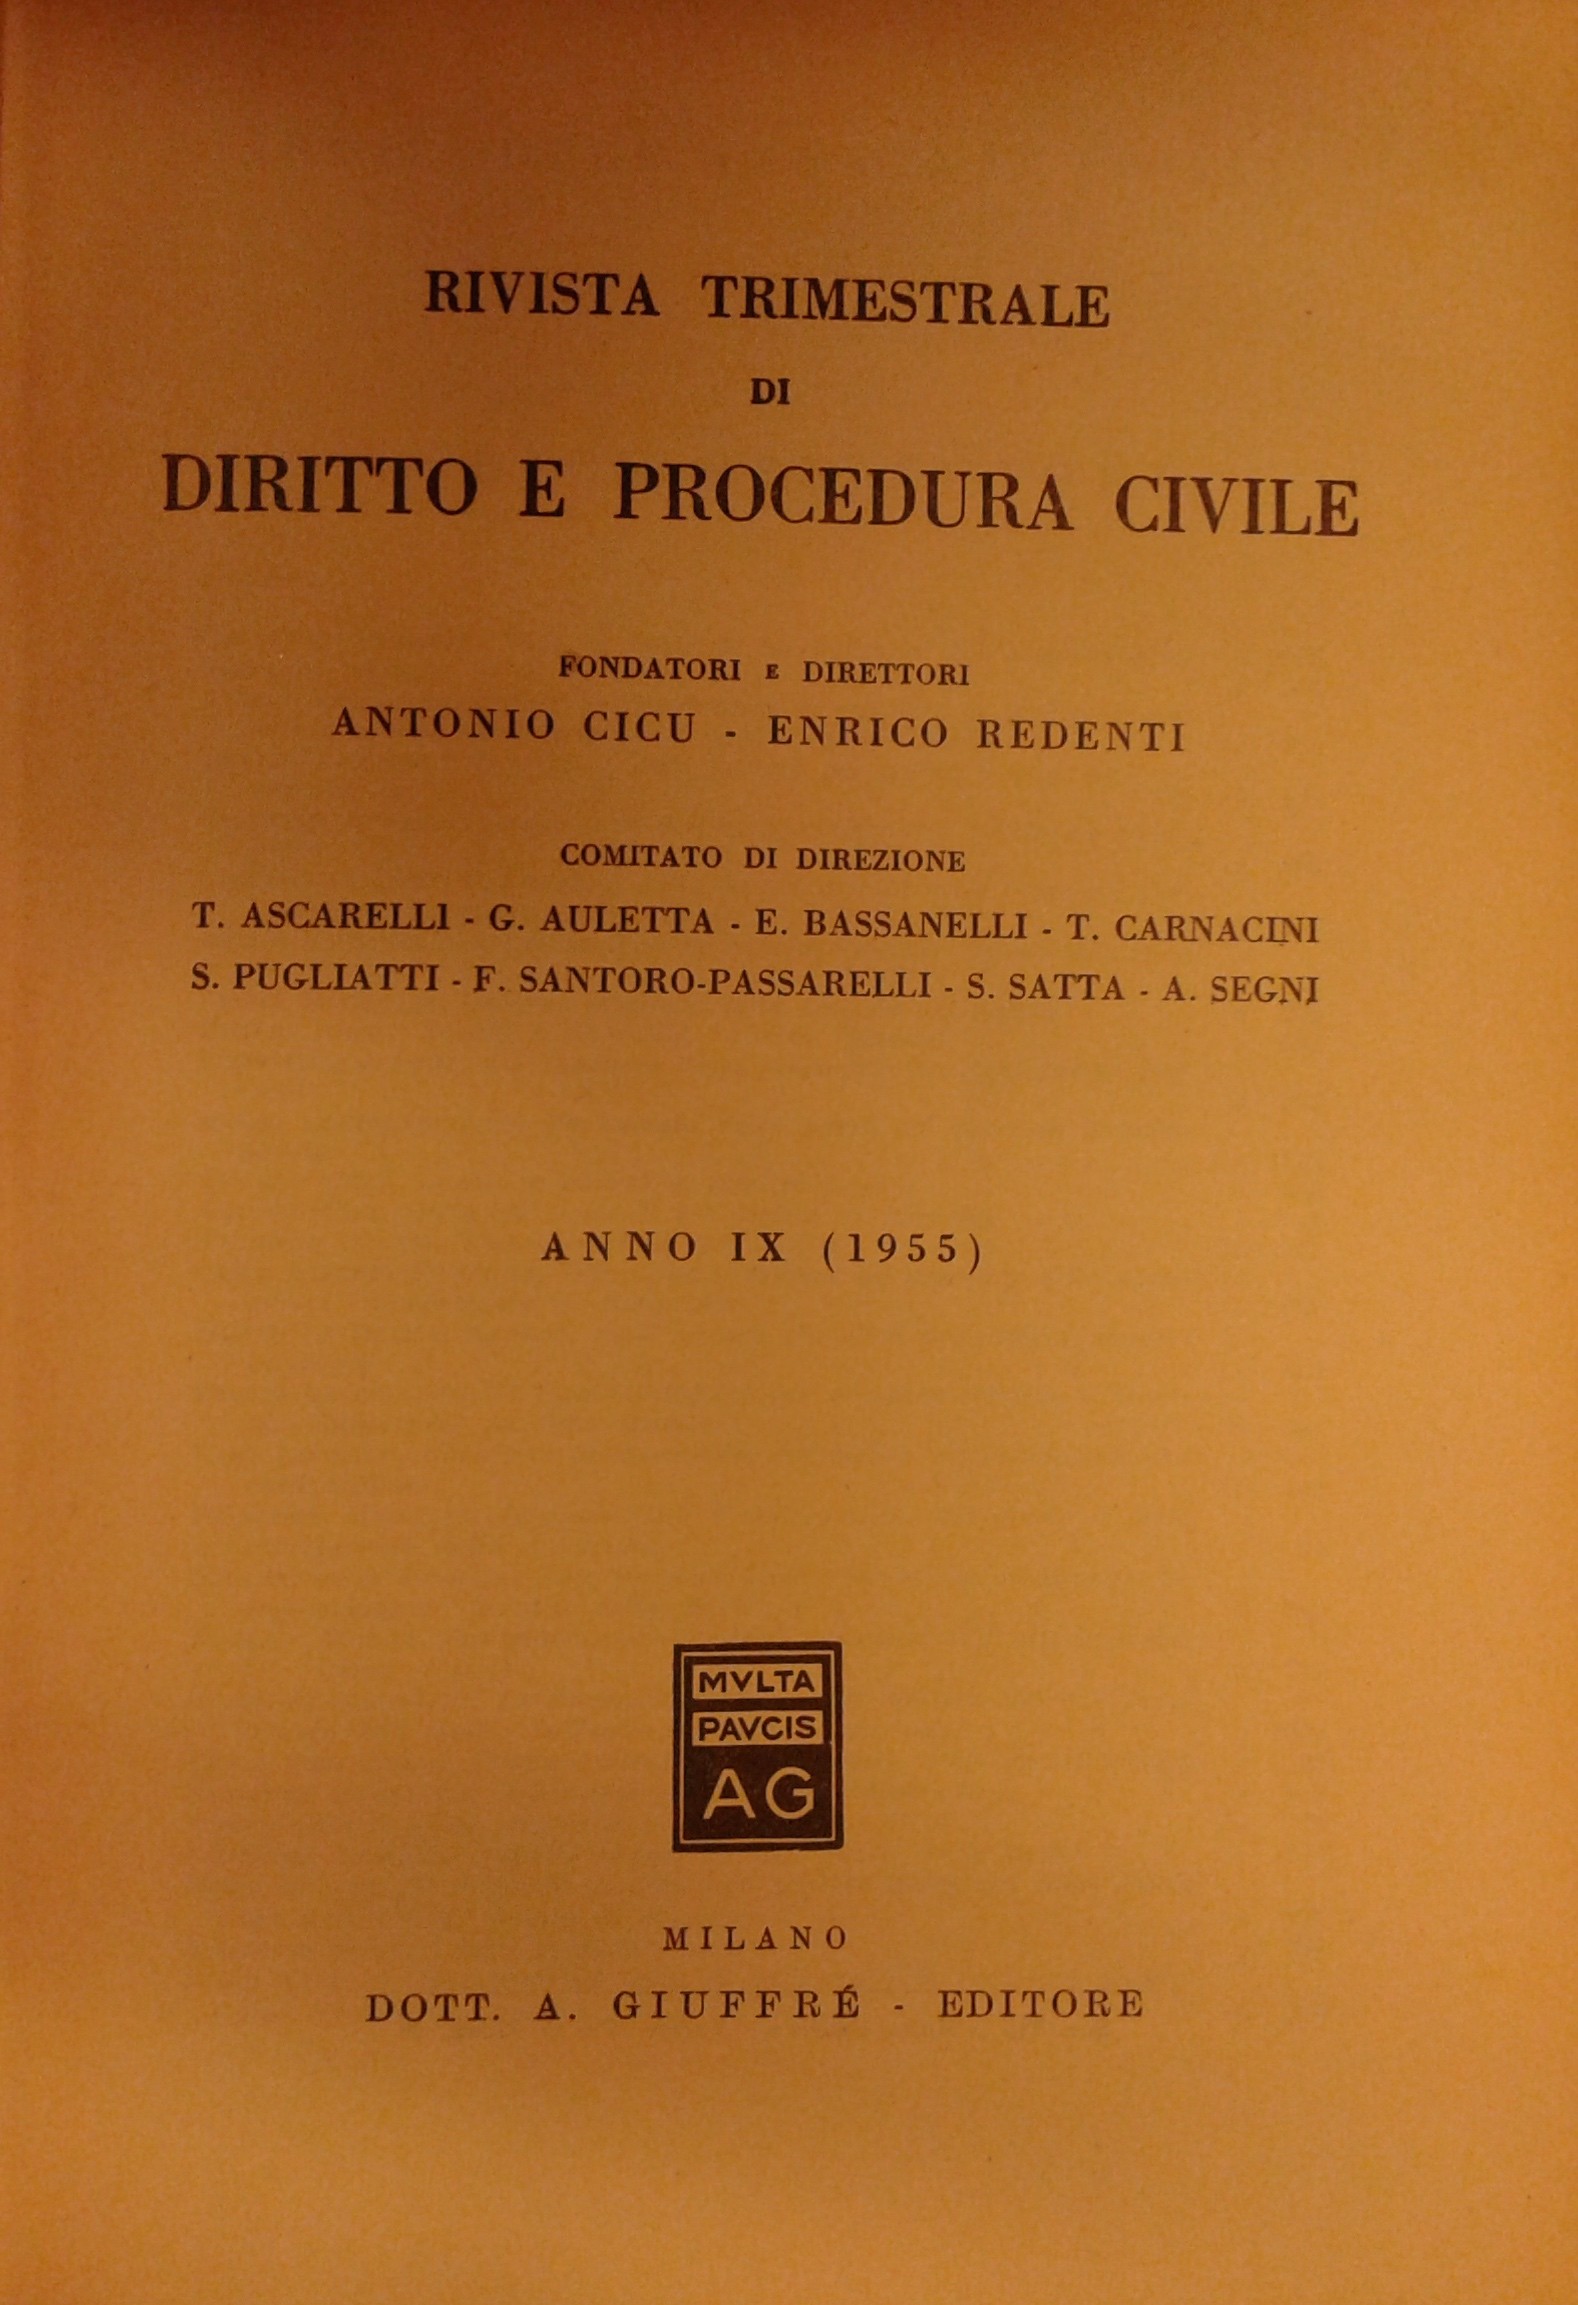 RIVISTA TRIMESTRALE
DI
DIRITTO E PROCEDURA CIVILE
FONDATORI E DIRETTORI
ANTONIO CICU - ENRICO REDENTI
COMITATO DI DIREZIONE
T. ASCARELLI - G. AULETTA - E. BASSANELLI - T. CARNACINI
S. PUGLIATTI - F. SANTORO-PASSARELLI - S. SATTA - A. SEGNI
ANNO IX (1955)
MVLTA
PAVCIS
AG
MILANO
DOTT. A. GIUFFRÉ - EDITORE